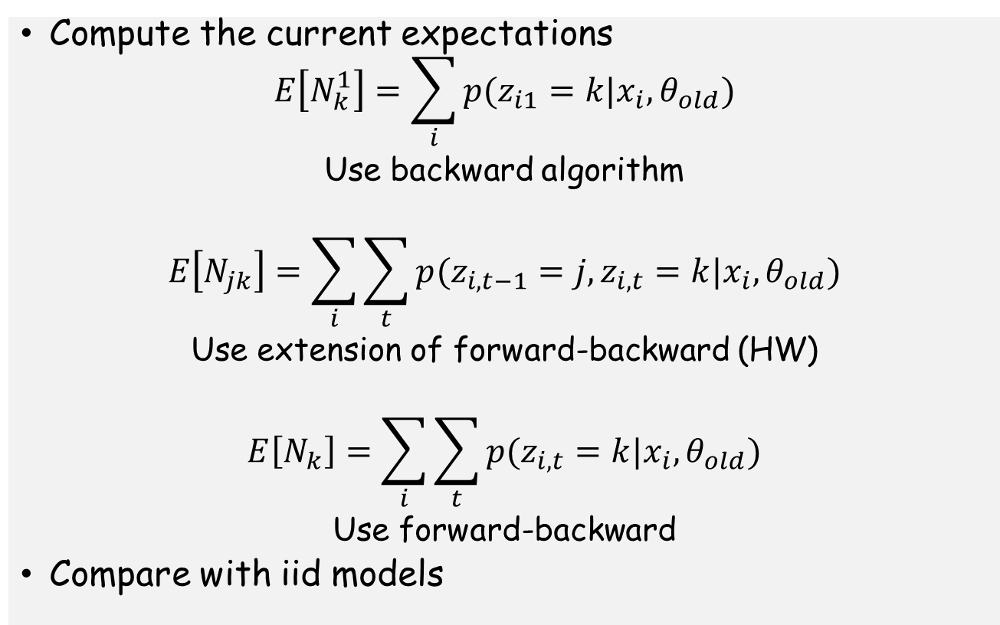 • Compute the current expectations
$E[N_k^1] = \sum_i p(z_{i1} = k|x_i, \theta_{old})$
Use backward algorithm
$E[N_{jk}] = \sum_i \sum_t p(z_{i,t-1} = j, z_{i,t} = k|x_i, \theta_{old})$
Use extension of forward-backward (HW)
$E[N_k] = \sum_i \sum_t p(z_{i,t} = k|x_i, \theta_{old})$
Use forward-backward
• Compare with iid models